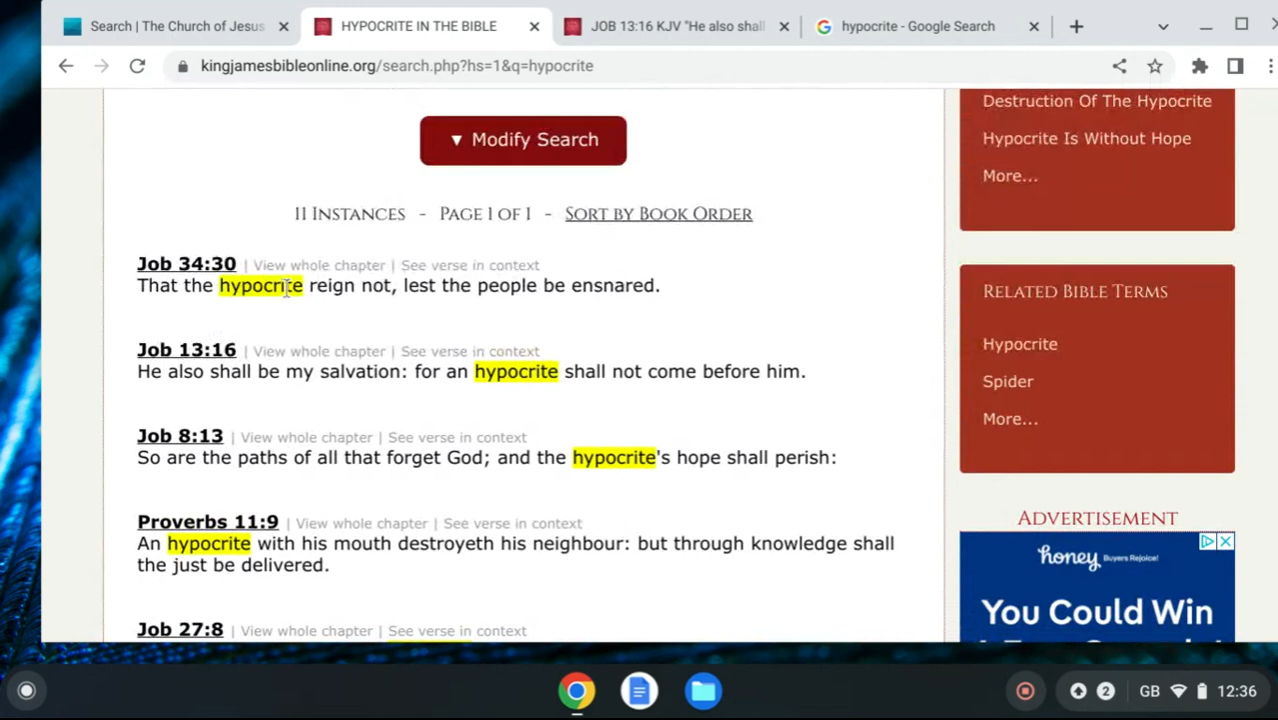 Search | The Church of Jesus
HYPOCRITE IN THE BIBLE
JOB 13:16 KJV "He also shall
hypocrite - Google Search
kingjamesbibleonline.org/search.php?hs=1&q=hypocrite
▼ Modify Search
11 Instances - Page 1 of 1 - Sort by Book Order
Job 34:30 | View whole chapter | See verse in context
That the hypocrite reign not, lest the people be ensnared.
Job 13:16 | View whole chapter | See verse in context
He also shall be my salvation: for an hypocrite shall not come before him.
Job 8:13 | View whole chapter | See verse in context
So are the paths of all that forget God; and the hypocrite's hope shall perish:
Proverbs 11:9 | View whole chapter | See verse in context
An hypocrite with his mouth destroyeth his neighbour: but through knowledge shall
the just be delivered.
Job 27:8 | View whole chapter | See verse in context
Destruction Of The Hypocrite
Hypocrite Is Without Hope
More...
Related Bible Terms
Hypocrite
Spider
More...
Advertisement
honey Buyers Rejoice!
You Could Win
2
GB
12:36